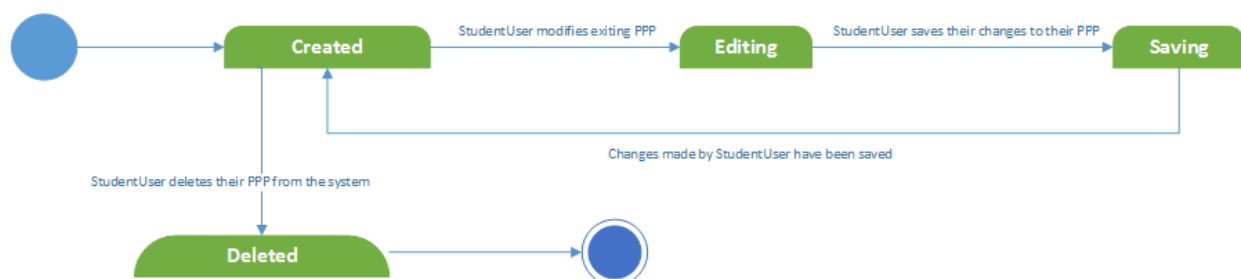 Created
StudentUser modifies exiting PPP
Editing
StudentUser saves their changes to their PPP
Saving
Changes made by StudentUser have been saved
StudentUser deletes their PPP from the system
Deleted